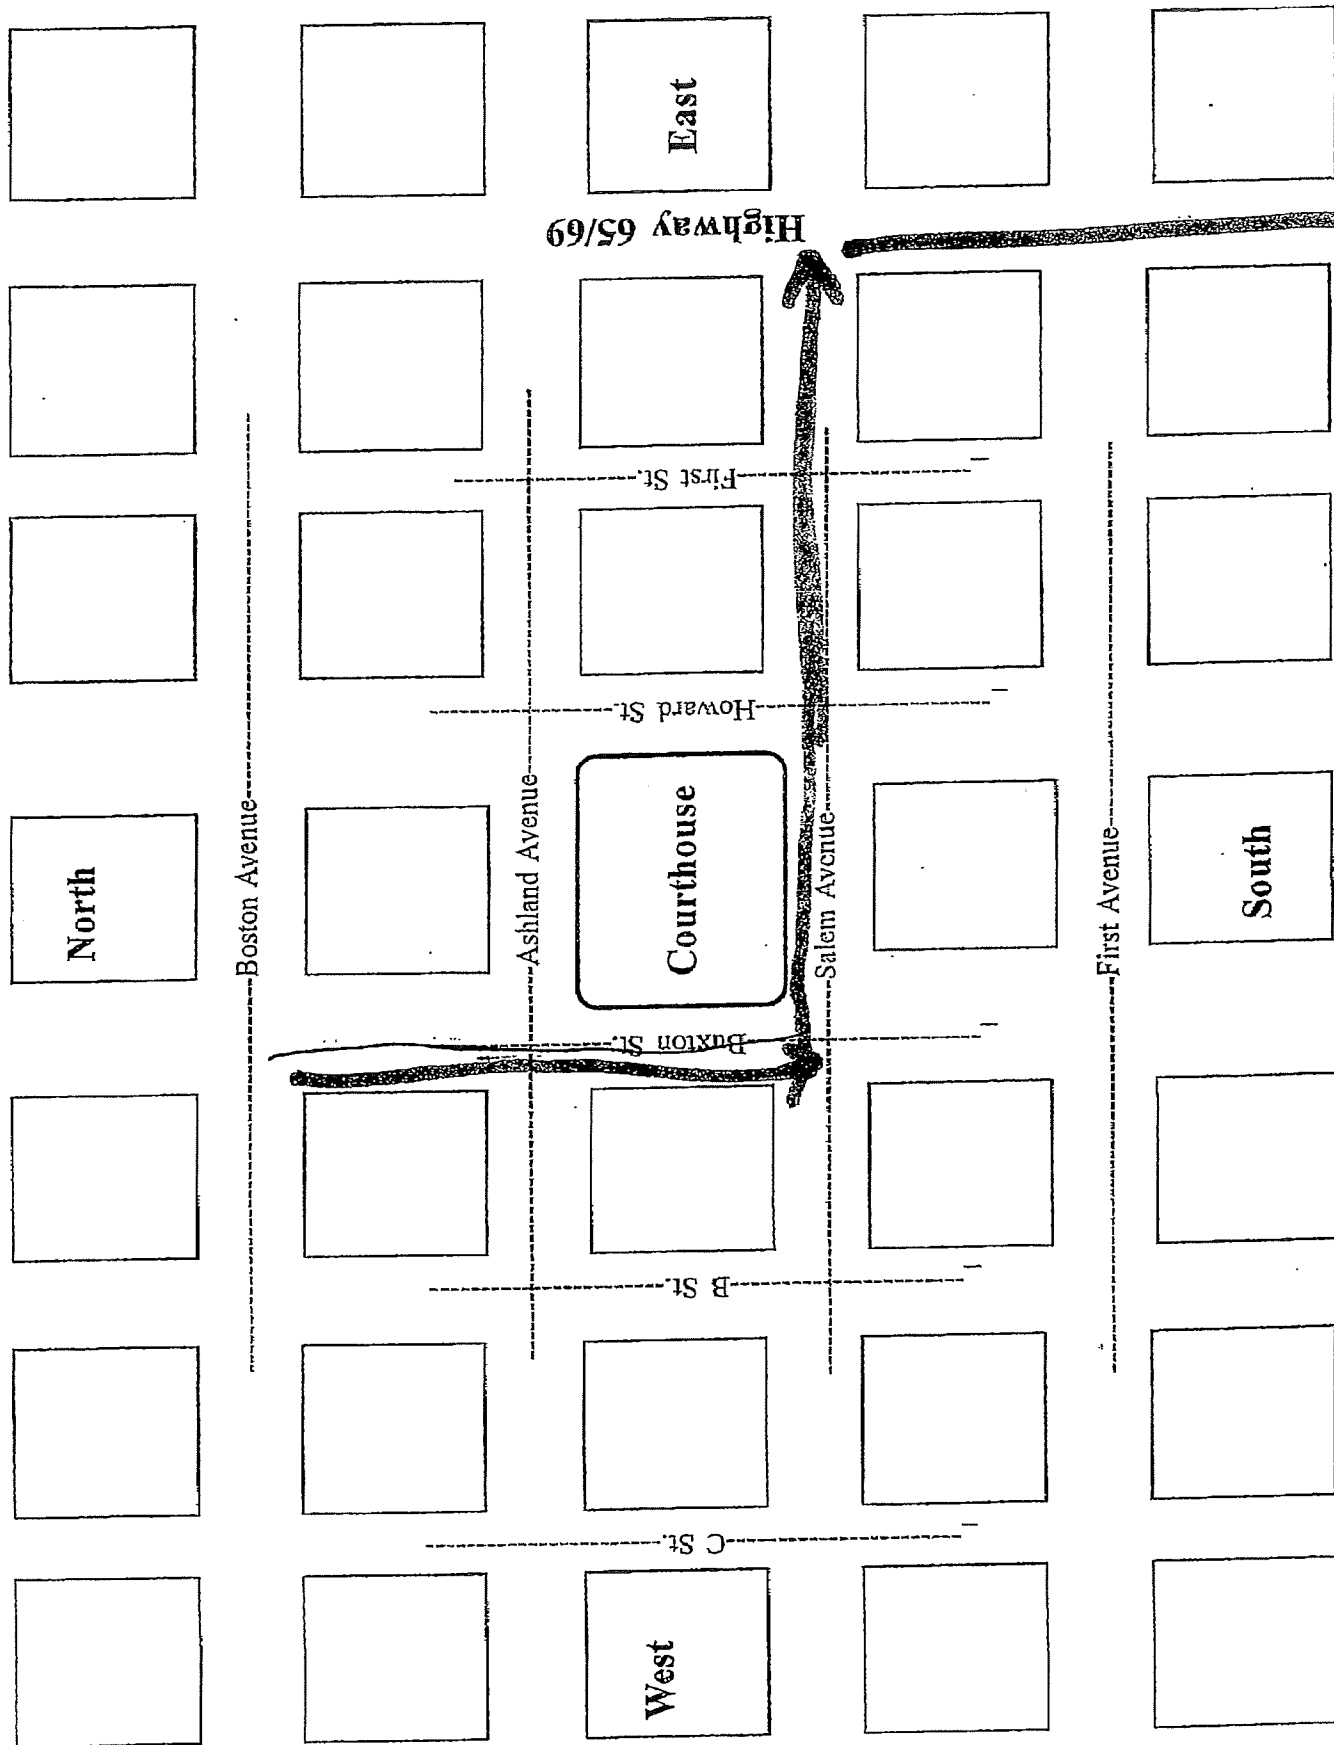 North
Boston Avenue
Ashland Avenue
Courthouse
Salem Avenue
First Avenue
South
East
Highway 65/69
First St.
Howard St.
Buxton St.
B St.
C St.
West